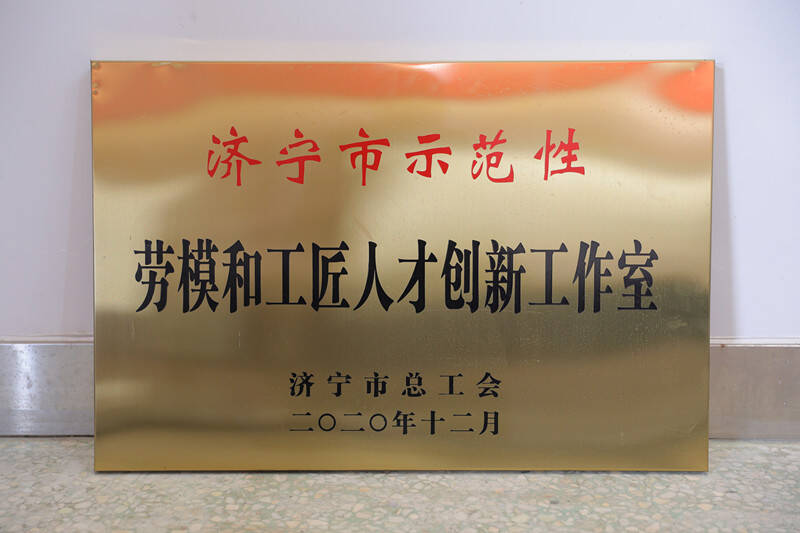 济宁市示范性
劳模和工匠人才创新工作室
济宁市总工会
二〇二〇年十二月